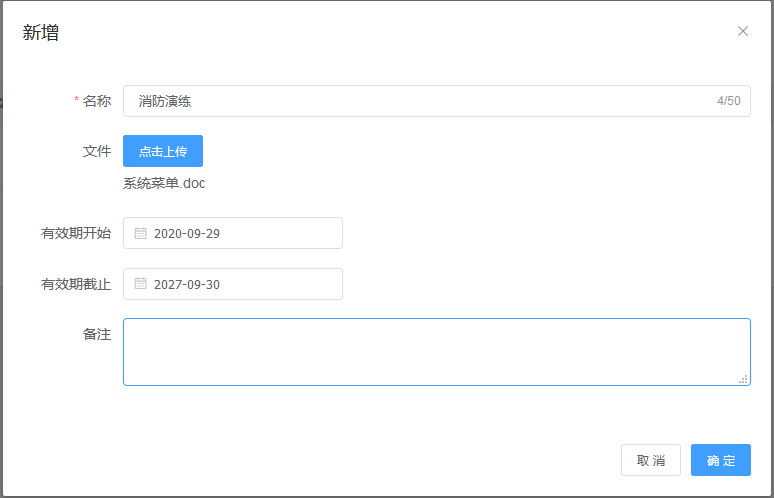 新增
* 名称 消防演练 4/50
文件 点击上传
系统菜单.doc
有效期开始 2020-09-29
有效期截止 2027-09-30
备注
取 消 确 定